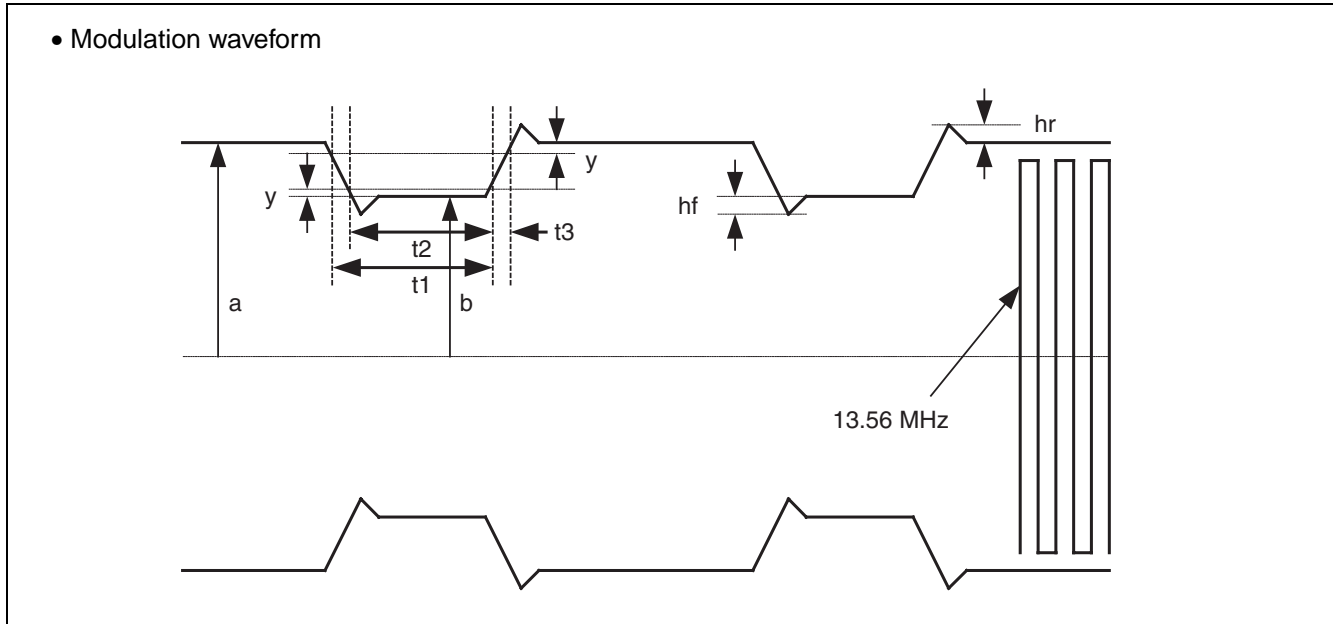 • Modulation waveform
hr
y
y
hf
t3
t2
t1
a
b
13.56 MHz